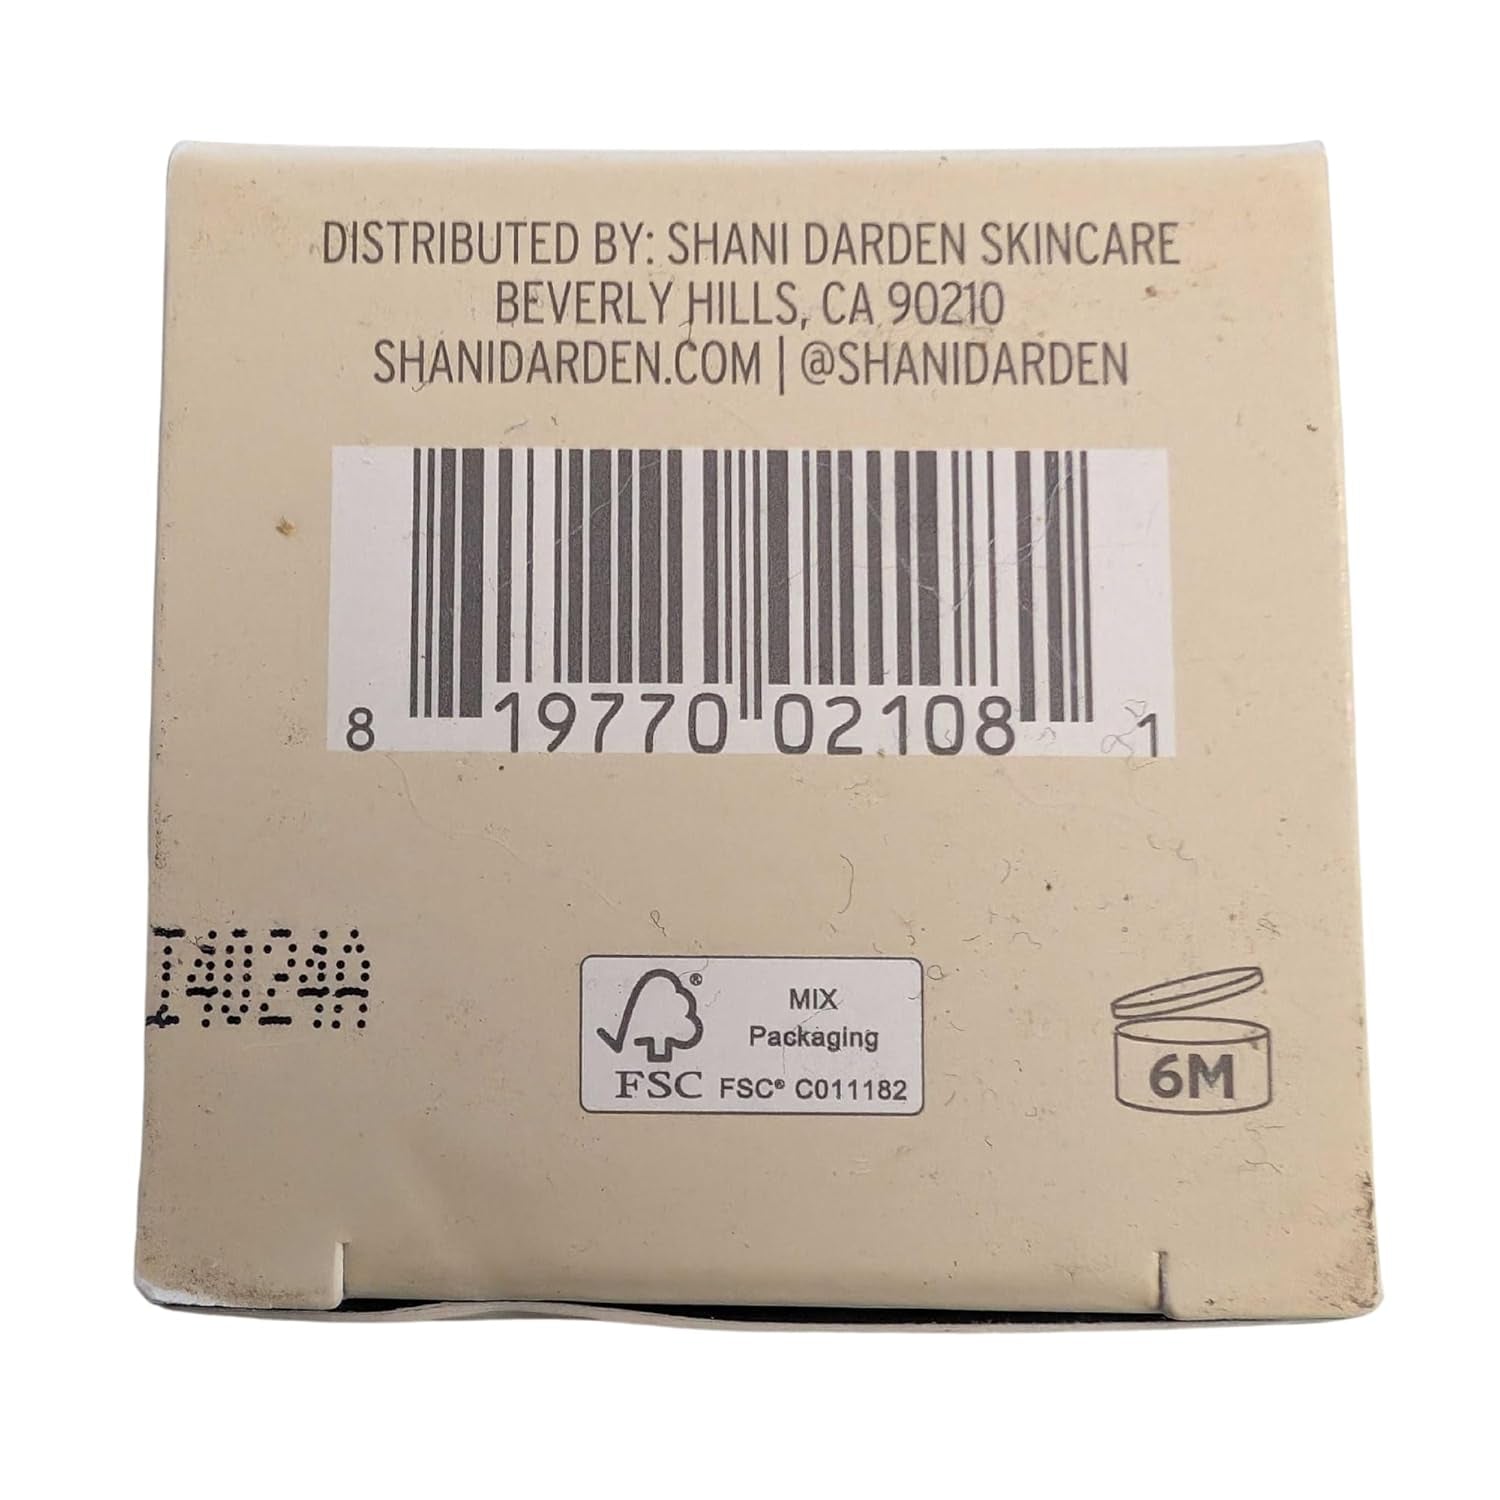 DISTRIBUTED BY: SHANI DARDEN SKINCARE
BEVERLY HILLS, CA 90210
SHANIDARDEN.COM | @SHANIDARDEN
8 19770 02108 1
I4024A
MIX
Packaging
FSC® C011182
FSC
6M